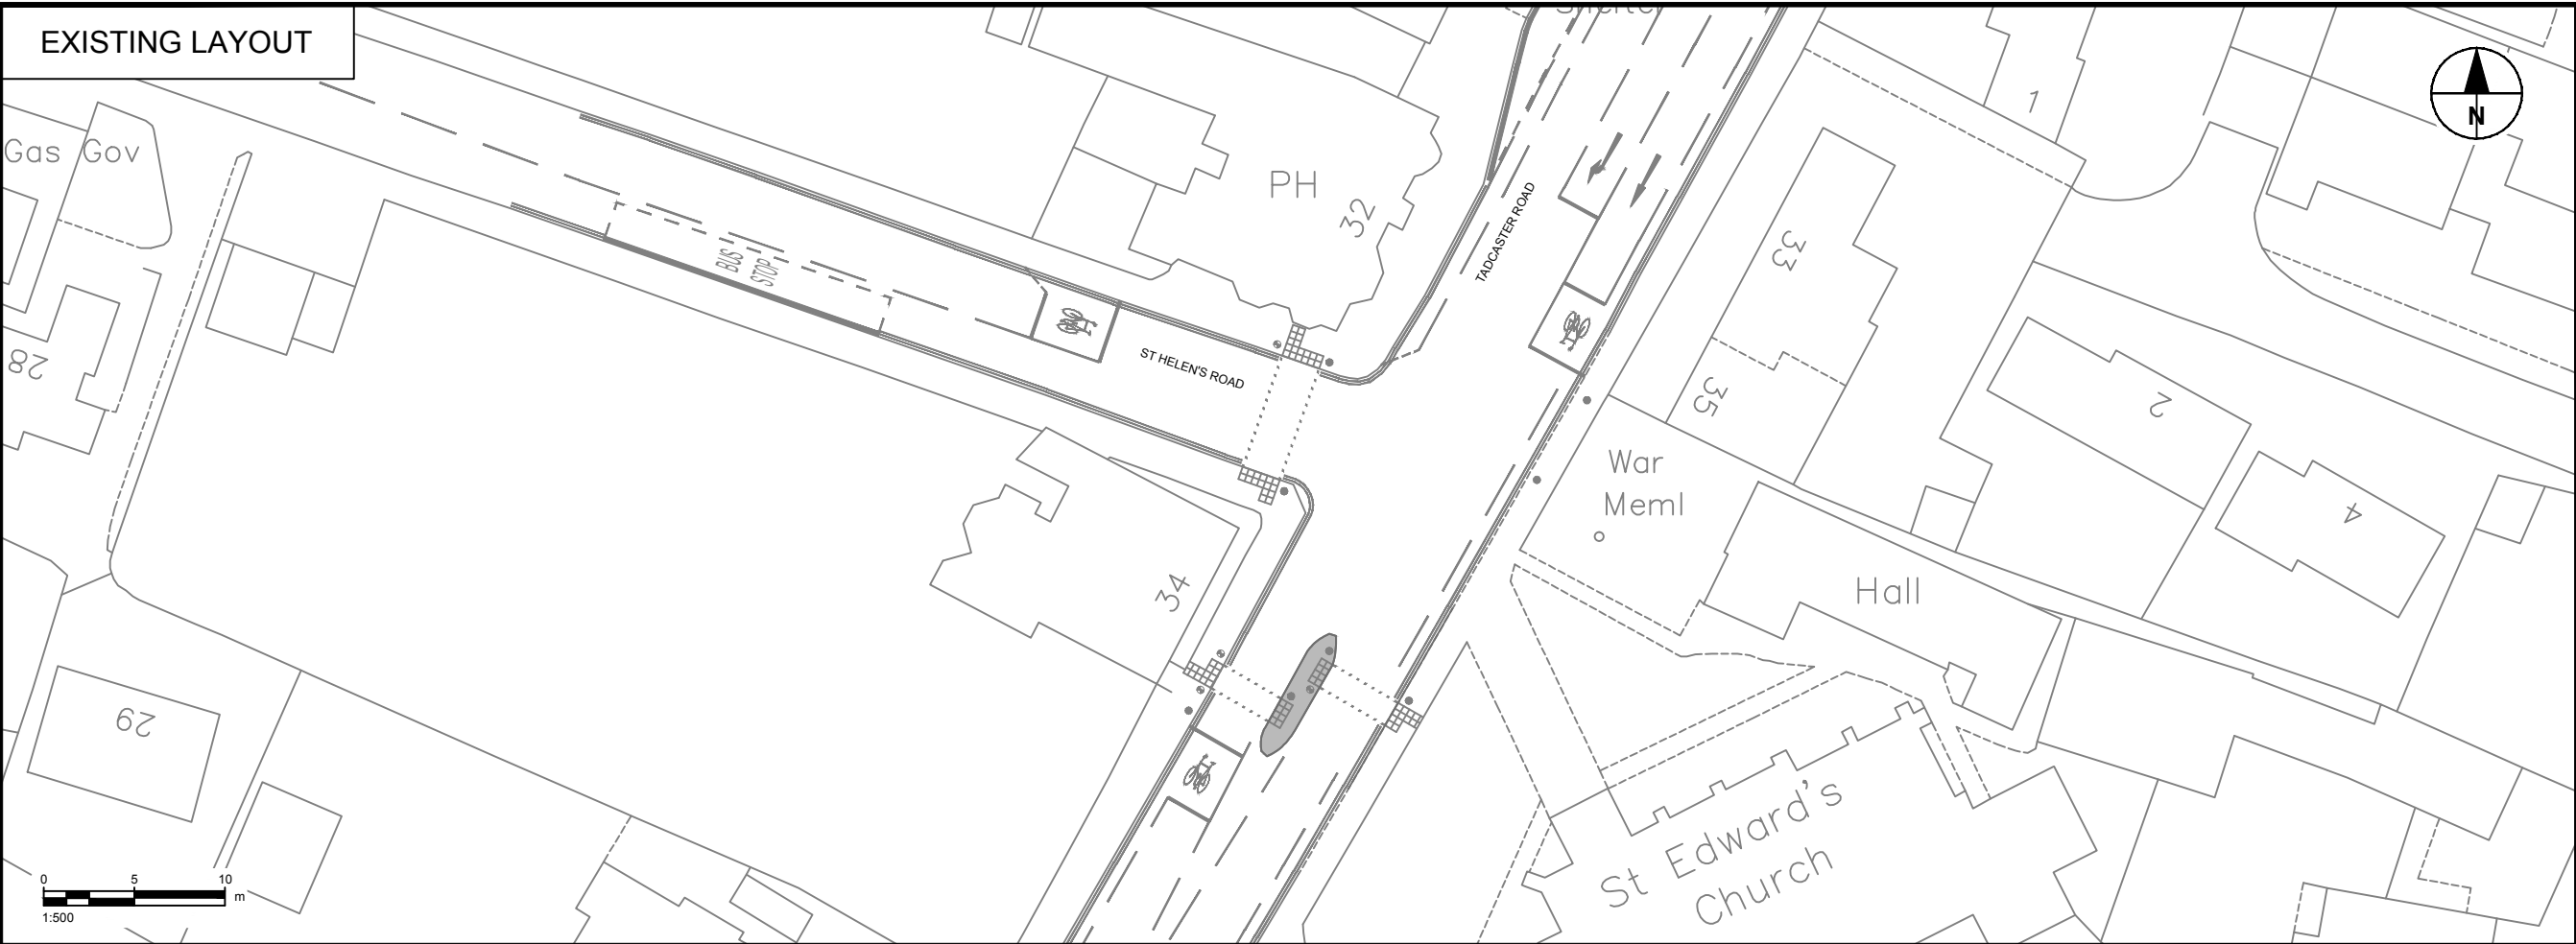 EXISTING LAYOUT
N
Gas Gov
PH
32
1
TADCASTER ROAD
33
BUS
STOP
28
ST HELEN'S ROAD
35
2
War
Meml
4
Hall
34
29
St Edward's
Church
0 5 10
m
1:500